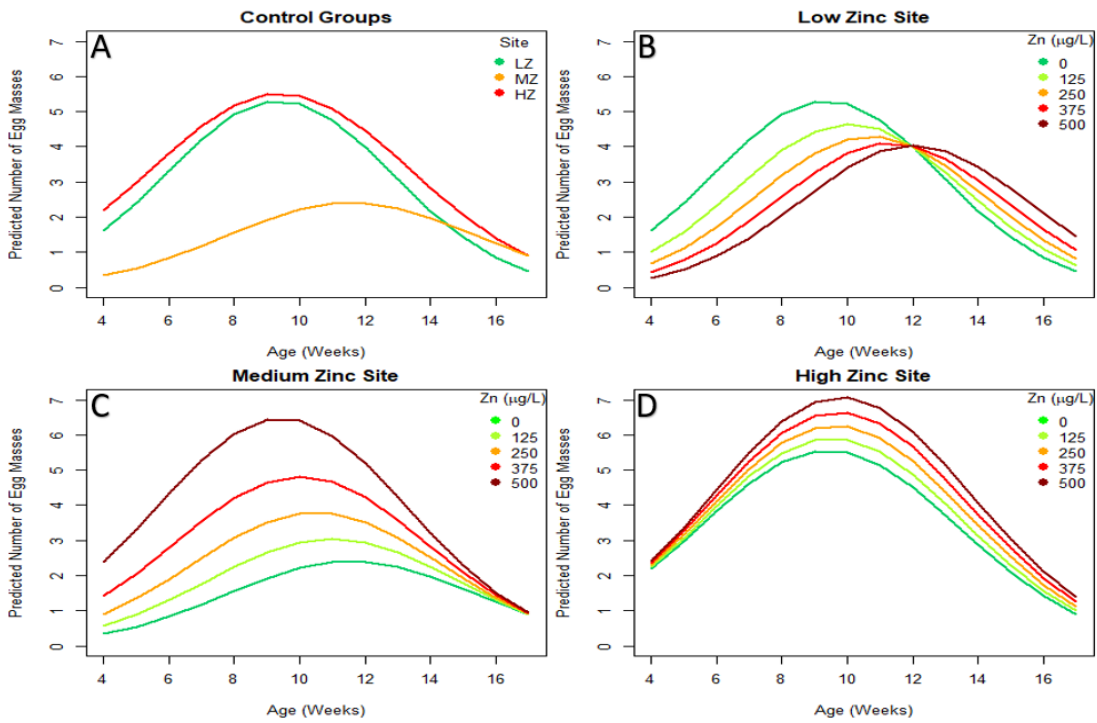 Control Groups
A
Predicted Number of Egg Masses
7
6
5
4
3
2
1
0
4 6 8 10 12 14 16
Age (Weeks)
Site
LZ
MZ
HZ
Low Zinc Site
B
Predicted Number of Egg Masses
7
6
5
4
3
2
1
0
4 6 8 10 12 14 16
Age (Weeks)
Zn (µg/L)
0
125
250
375
500
Medium Zinc Site
C
Predicted Number of Egg Masses
7
6
5
4
3
2
1
0
4 6 8 10 12 14 16
Age (Weeks)
Zn (µg/L)
0
125
250
375
500
High Zinc Site
D
Predicted Number of Egg Masses
7
6
5
4
3
2
1
0
4 6 8 10 12 14 16
Age (Weeks)
Zn (µg/L)
0
125
250
375
500